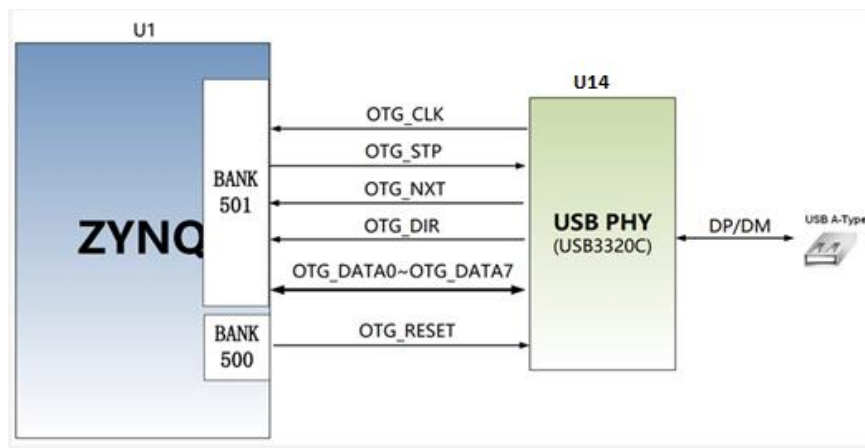 U1
U14
OTG_CLK
OTG_STP
BANK
501
OTG_NXT
ZYNQ
OTG_DIR
USB PHY
(USB3320C)
DP/DM
USB A-Type
OTG_DATA0~OTG_DATA7
BANK
500
OTG_RESET